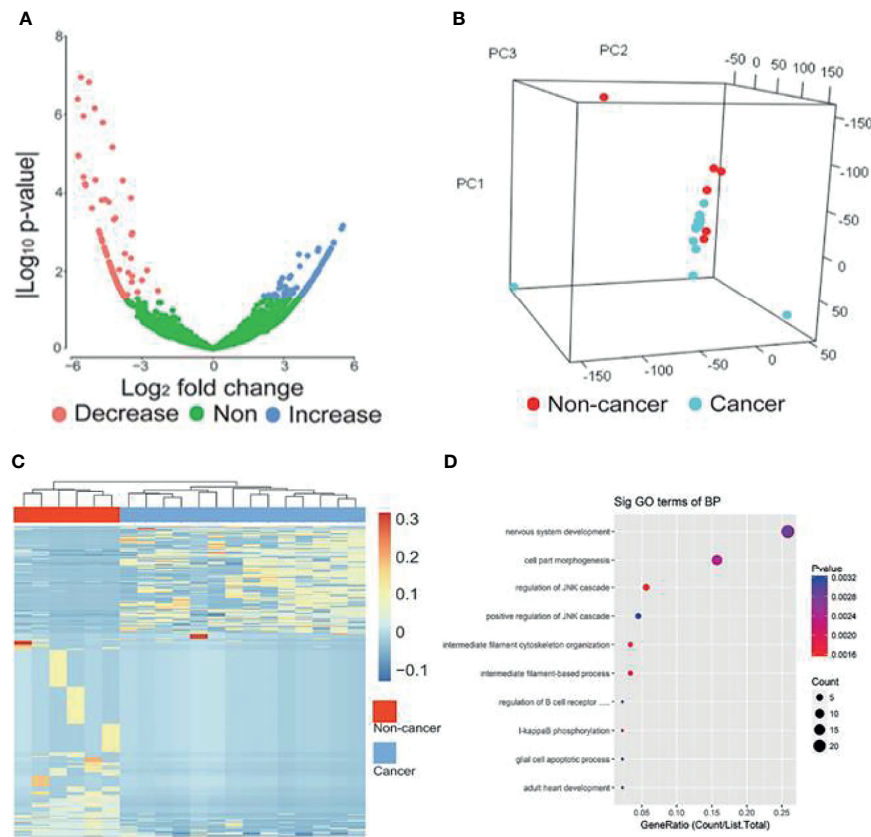 A
8
6
4
2
0
|Log10 p-value|
-6
-3
0
3
6
Log2 fold change
Decrease
Non
Increase
B
PC3
PC2
PC1
-50 0 50 100 150
-150
-100
-50
0
50
-150 -100 -50 0 50
Non-cancer
Cancer
C
0.3
0.2
0.1
0
−0.1
Non-cancer
Cancer
D
Sig GO terms of BP
nervous system development
cell part morphogenesis
regulation of JNK cascade
positive regulation of JNK cascade
intermediate filament cytoskeleton organization
intermediate filament-based process
regulation of B cell receptor .....
I-kappaB phosphorylation
glial cell apoptotic process
adult heart development
0.05 0.10 0.15 0.20 0.25
GeneRatio (Count/List.Total)
P-value
0.0032
0.0028
0.0024
0.0020
0.0016
Count
5
10
15
20